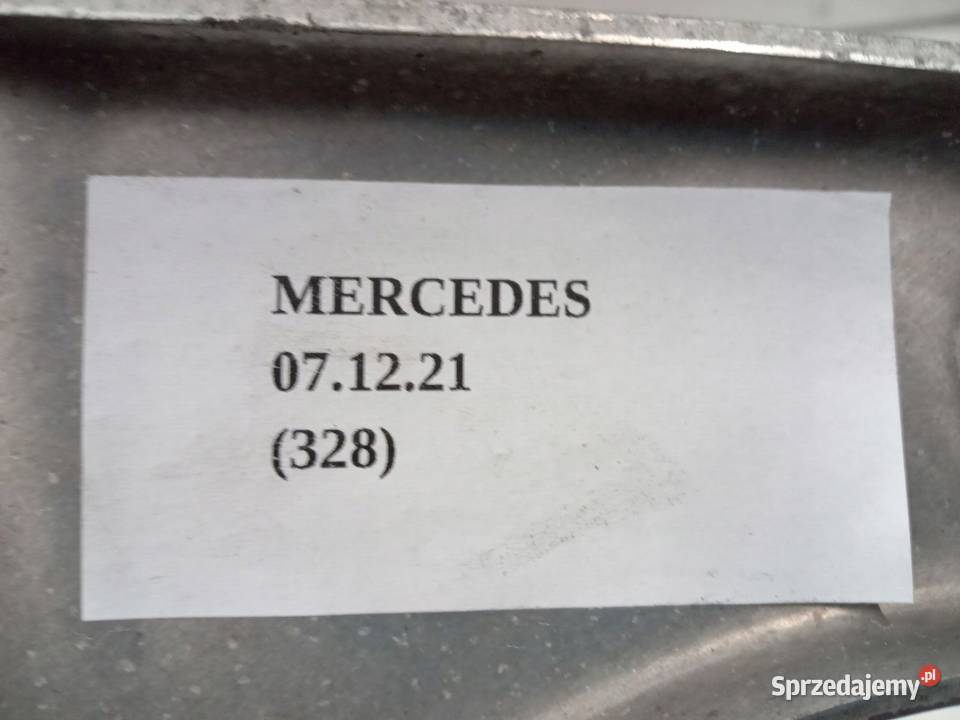 MERCEDES
07.12.21
(328)
Sprzedajemy.pl